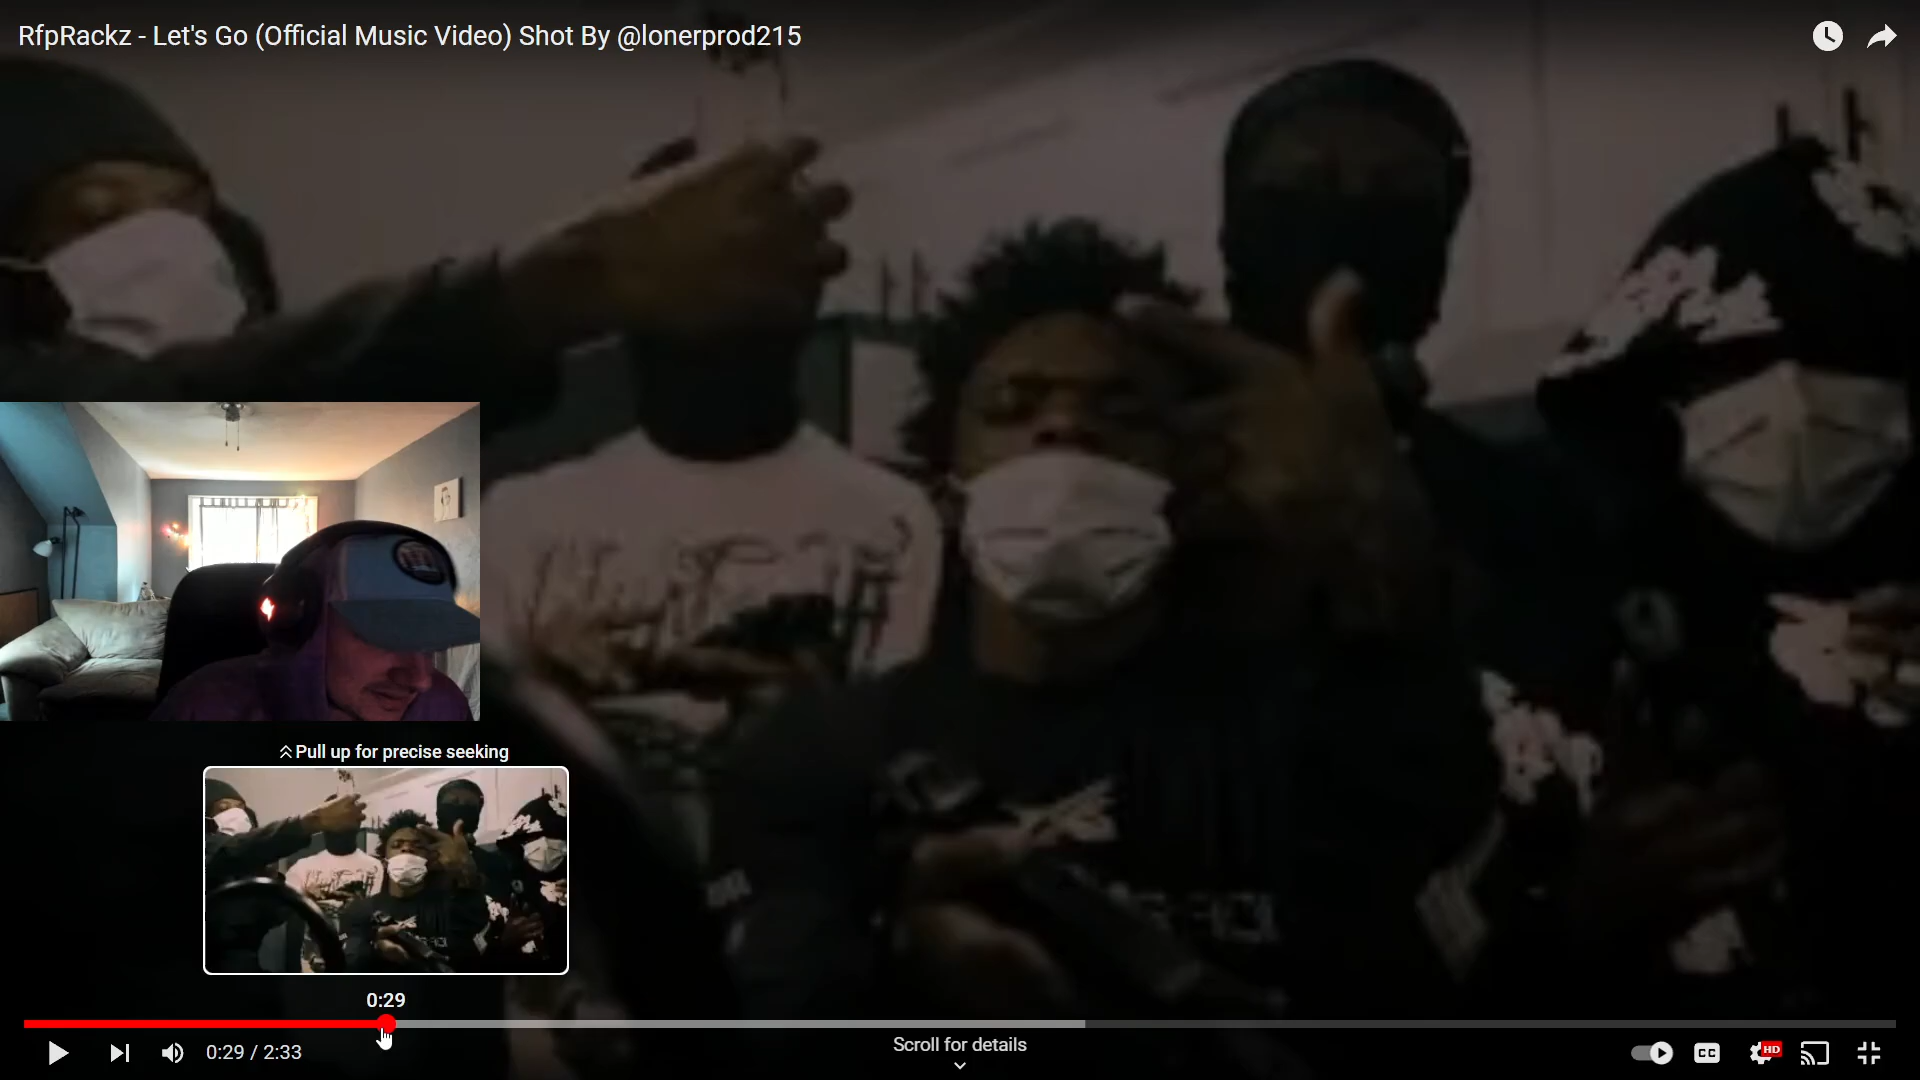 RfpRackz - Let's Go (Official Music Video) Shot By @lonerprod215
Pull up for precise seeking
0:29
0:29 / 2:33
Scroll for details
CC
HD